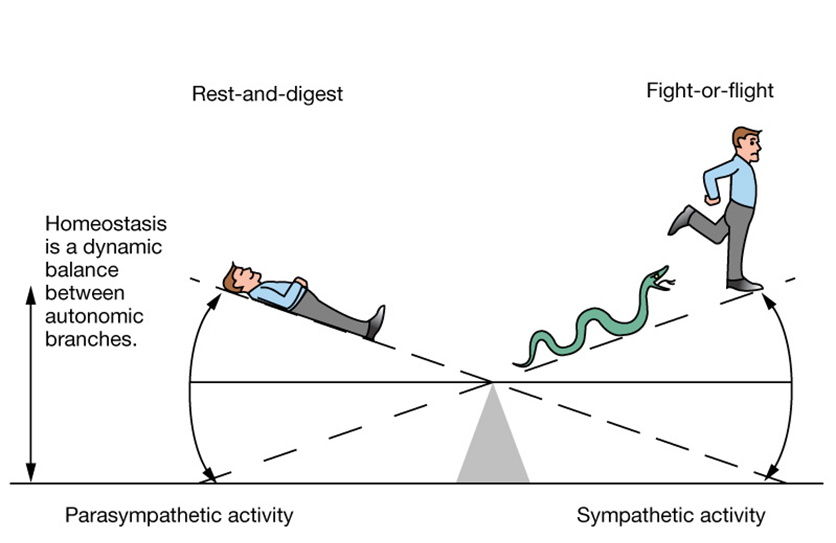 Rest-and-digest
Fight-or-flight
Homeostasis
is a dynamic
balance
between
autonomic
branches.
Parasympathetic activity
Sympathetic activity